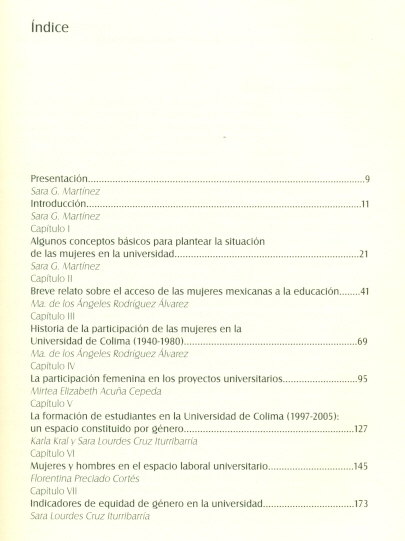 Índice
Presentación....................................................................................................9
Sara G. Martínez
Introducción...................................................................................................11
Sara G. Martínez
Capítulo I
Algunos conceptos básicos para plantear la situación
de las mujeres en la universidad..................................................................21
Sara G. Martínez
Capítulo II
Breve relato sobre el acceso de las mujeres mexicanas a la educación........41
Ma. de los Ángeles Rodríguez Álvarez
Capítulo III
Historia de la participación de las mujeres en la
Universidad de Colima (1940-1980)..............................................................69
Ma. de los Ángeles Rodríguez Álvarez
Capítulo IV
La participación femenina en los proyectos universitarios...........................95
Mirtea Elizabeth Acuña Cepeda
Capítulo V
La formación de estudiantes en la Universidad de Colima (1997-2005):
un espacio constituido por género.............................................................127
Karla Kral y Sara Lourdes Cruz Iturribarría
Capítulo VI
Mujeres y hombres en el espacio laboral universitario...............................145
Florentina Preciado Cortés
Capítulo VII
Indicadores de equidad de género en la universidad.................................173
Sara Lourdes Cruz Iturribarría